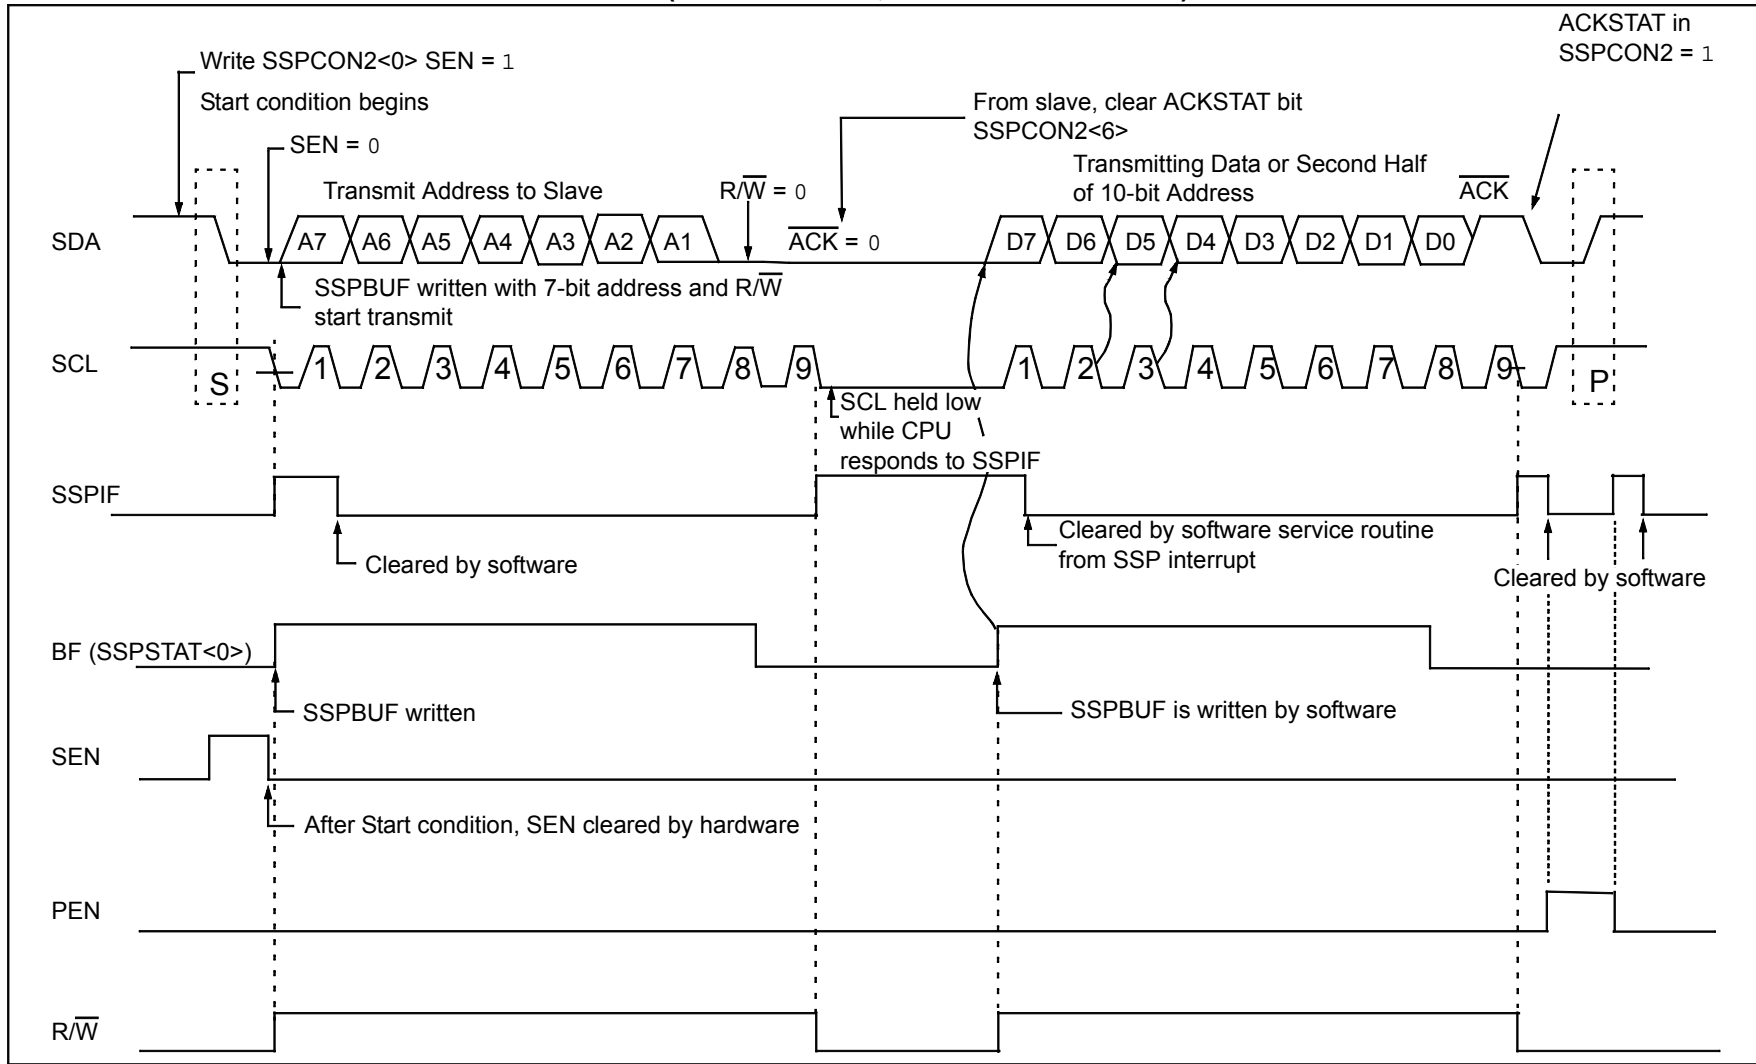 ACKSTAT in
SSPCON2 = 1
Write SSPCON2<0> SEN = 1
Start condition begins
From slave, clear ACKSTAT bit
SSPCON2<6>
SEN = 0
Transmit Address to Slave
R/W̅ = 0
Transmitting Data or Second Half
of 10-bit Address
A̅C̅K̅
SDA
A7 A6 A5 A4 A3 A2 A1
A̅C̅K̅ = 0
D7 D6 D5 D4 D3 D2 D1 D0
SSPBUF written with 7-bit address and R/W̅
start transmit
SCL
S
1 2 3 4 5 6 7 8 9
1 2 3 4 5 6 7 8 9
P
SCL held low
while CPU
responds to SSPIF
SSPIF
Cleared by software
Cleared by software service routine
from SSP interrupt
Cleared by software
BF (SSPSTAT<0>)
SSPBUF written
SSPBUF is written by software
SEN
After Start condition, SEN cleared by hardware
PEN
R/W̅